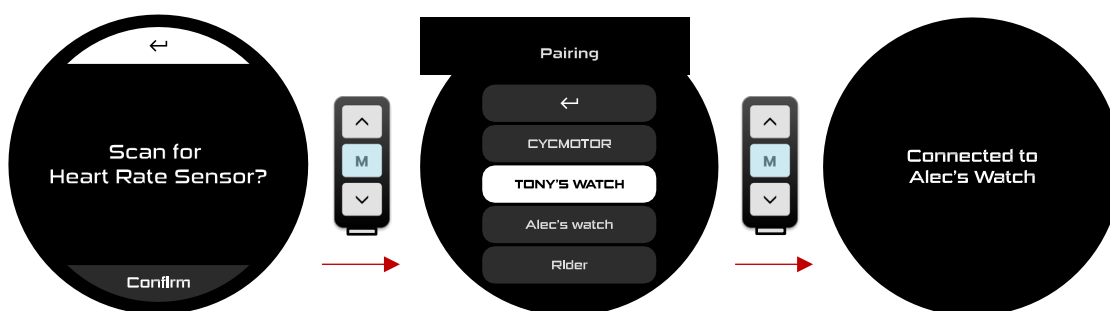 Scan for
Heart Rate Sensor?
Confirm
M
Pairing
CYCMOTOR
TONY'S WATCH
Alec's watch
Rider
M
Connected to
Alec's Watch